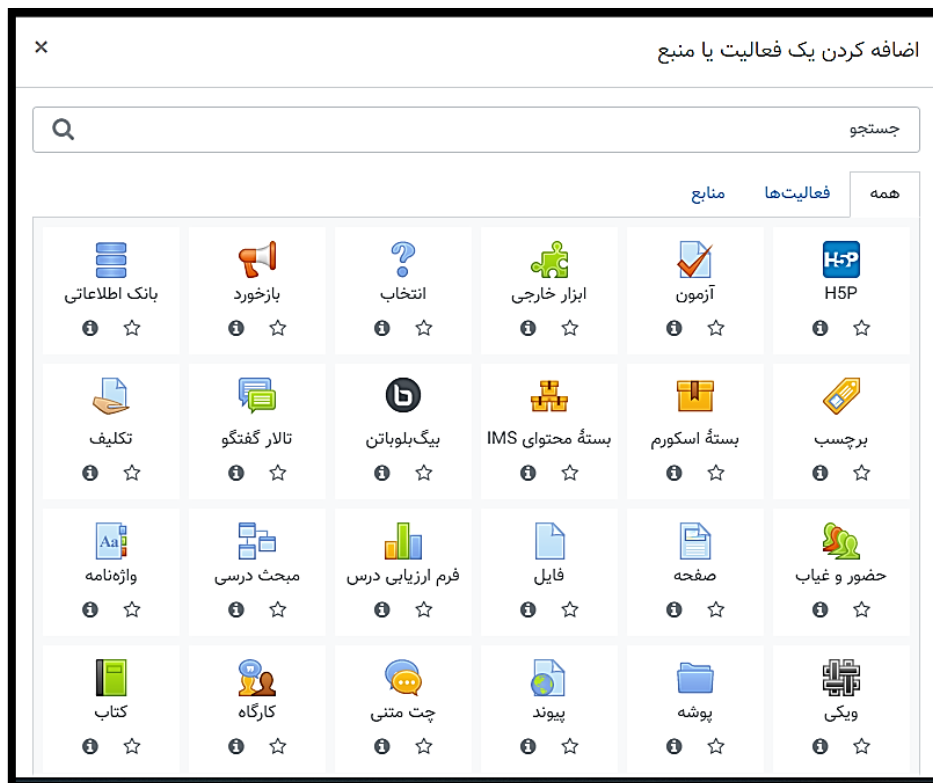 اضافه کردن یک فعالیت یا منبع
جستجو
همه فعالیت‌ها منابع
H5P آزمون ابزار خارجی انتخاب بازخورد بانک اطلاعاتی
برچسب بستهٔ اسکورم بستهٔ محتوای IMS بیگ‌بلوباتن تالار گفتگو تکلیف
حضور و غیاب صفحه فایل فرم ارزیابی درس مبحث درسی واژه‌نامه
ویکی پوشه پیوند چت متنی کارگاه کتاب